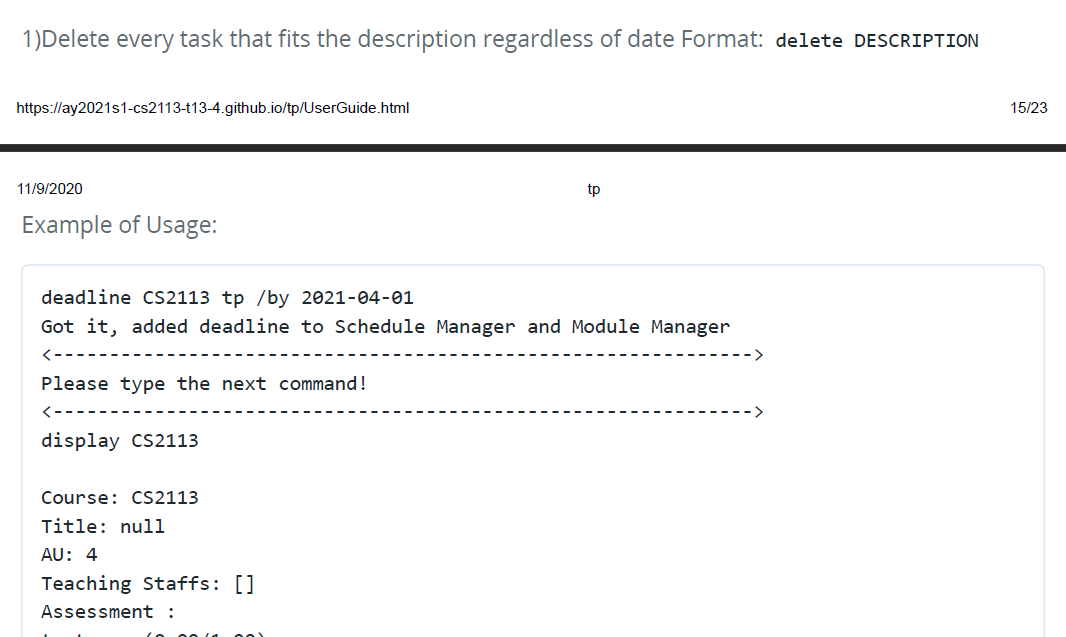 1)Delete every task that fits the description regardless of date Format: delete DESCRIPTION
https://ay2021s1-cs2113-t13-4.github.io/tp/UserGuide.html 15/23
11/9/2020 tp
Example of Usage:
deadline CS2113 tp /by 2021-04-01
Got it, added deadline to Schedule Manager and Module Manager
<-------------------------------------------------------------->
Please type the next command!
<-------------------------------------------------------------->
display CS2113
Course: CS2113
Title: null
AU: 4
Teaching Staffs: []
Assessment :